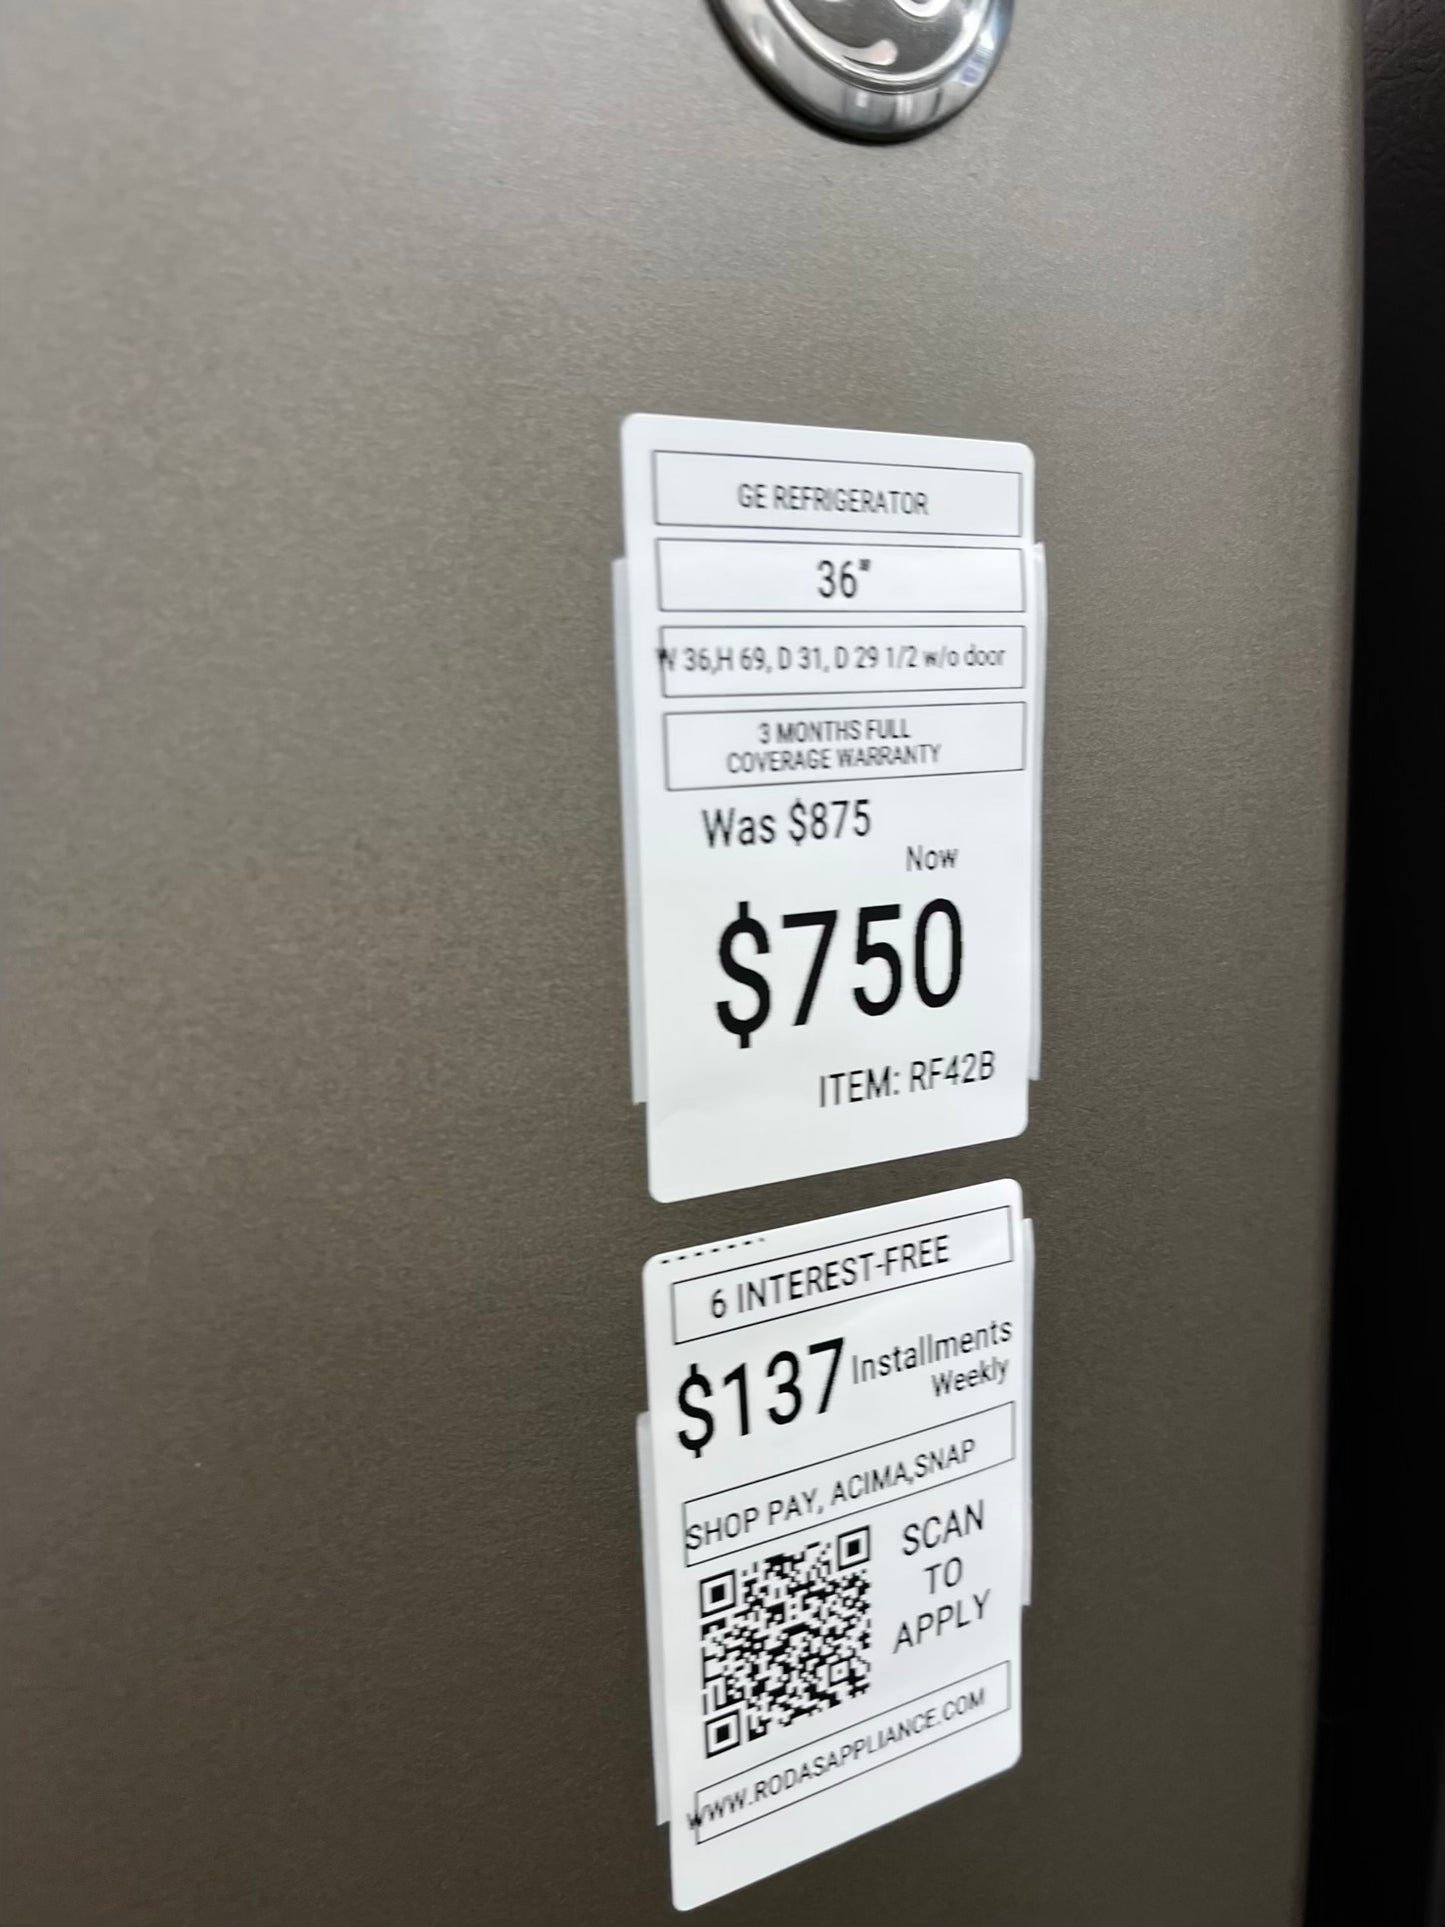 GE REFRIGERATOR
36"
W 36,H 69, D 31, D 29 1/2 w/o door
3 MONTHS FULL
COVERAGE WARRANTY
Was $875
Now
$750
ITEM: RF42B
6 INTEREST-FREE
$137 Installments
Weekly
SHOP PAY, ACIMA,SNAP
SCAN
TO
APPLY
WWW.RODASAPPLIANCE.COM